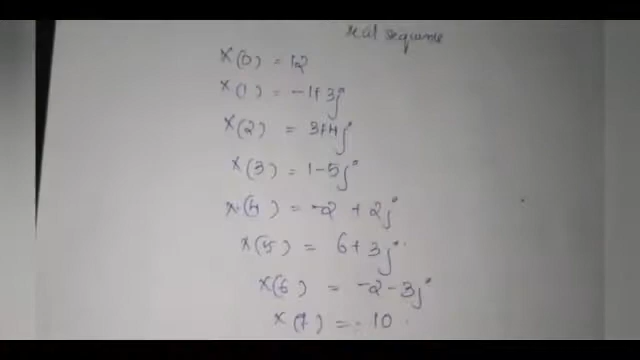 real sequence
X(0) = 12
X(1) = -1+3j
X(2) = 3+4j
X(3) = 1-5j
X(4) = -2 + 2j
X(5) = 6+3j
X(6) = -2-3j
X(7) = 10